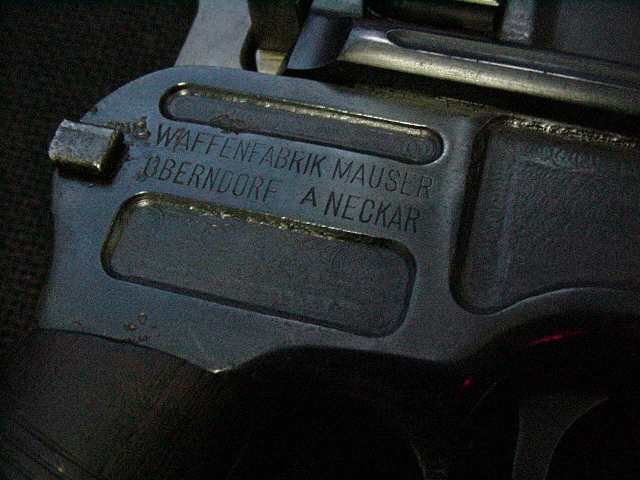 WAFFENFABRIK MAUSER
OBERNDORF A NECKAR